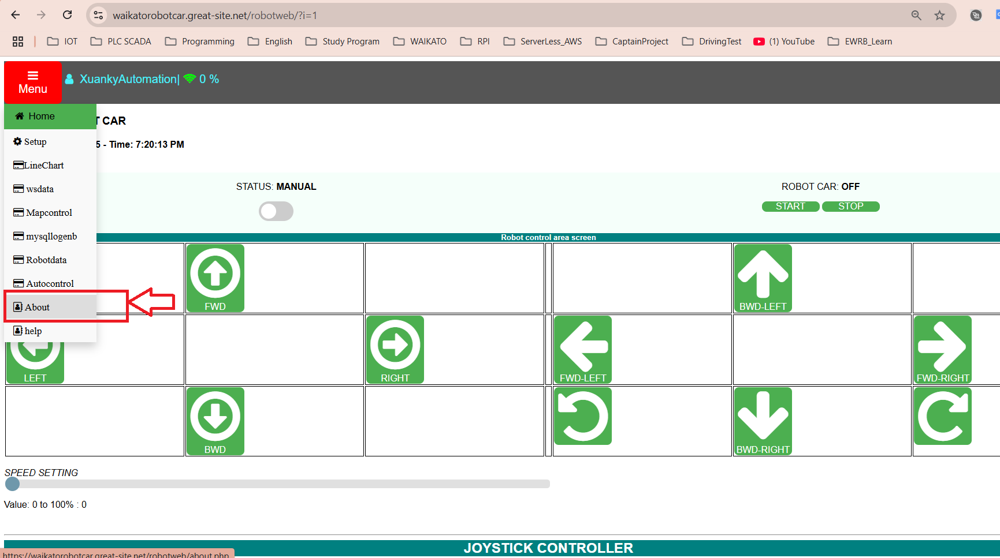 waikatorobotcar.great-site.net/robotweb/?i=1
IOT PLC SCADA Programming English Study Program WAIKATO RPI ServerLess_AWS CaptainProject DrivingTest (1) YouTube EWRB_Learn
Menu
XuankyAutomation| 0 %
Home
T CAR
Setup
5 - Time: 7:20:13 PM
LineChart
wsdata
Mapcontrol
mysqllogenb
Robotdata
Autocontrol
About
help
STATUS: MANUAL
ROBOT CAR: OFF
START STOP
Robot control area screen
FWD
BWD-LEFT
LEFT
RIGHT
FWD-LEFT
FWD-RIGHT
BWD
BWD-RIGHT
SPEED SETTING
Value: 0 to 100% : 0
JOYSTICK CONTROLLER
https://waikatorobotcar.great-site.net/robotweb/about.php